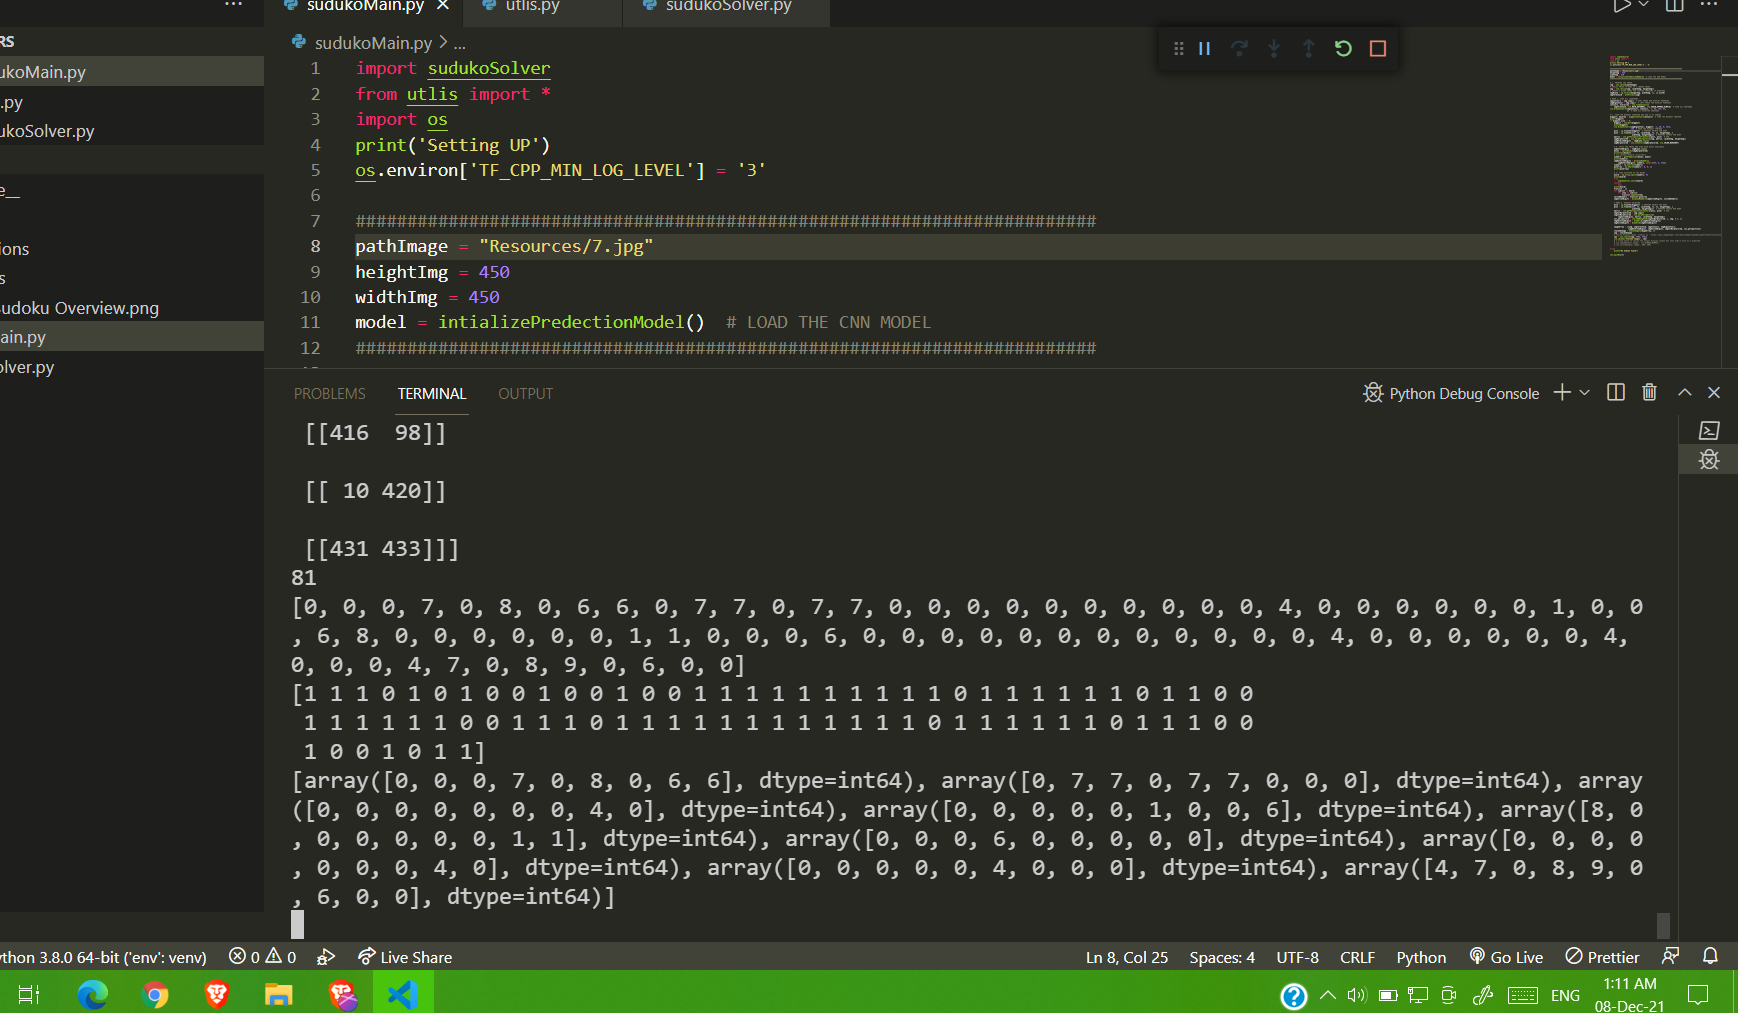 sudukoMain.py
utlis.py
sudukoSolver.py
RS
ukoMain.py
.py
ukoSolver.py
e__
ions
s
udoku Overview.png
ain.py
olver.py
sudukoMain.py > ...
1 import sudukoSolver
2 from utlis import *
3 import os
4 print('Setting UP')
5 os.environ['TF_CPP_MIN_LOG_LEVEL'] = '3'
6
7 ########################################################################
8 pathImage = "Resources/7.jpg"
9 heightImg = 450
10 widthImg = 450
11 model = intializePredectionModel()  # LOAD THE CNN MODEL
12 ########################################################################
PROBLEMS TERMINAL OUTPUT
Python Debug Console
[[416  98]]
[[ 10 420]]
[[431 433]]]
81
[0, 0, 0, 7, 0, 8, 0, 6, 6, 0, 7, 7, 0, 7, 7, 0, 0, 0, 0, 0, 0, 0, 0, 0, 0, 4, 0, 0, 0, 0, 0, 0, 1, 0, 0
, 6, 8, 0, 0, 0, 0, 0, 0, 1, 1, 0, 0, 0, 6, 0, 0, 0, 0, 0, 0, 0, 0, 0, 0, 0, 0, 4, 0, 0, 0, 0, 0, 0, 4,
0, 0, 0, 4, 7, 0, 8, 9, 0, 6, 0, 0]
[1 1 1 0 1 0 1 0 0 1 0 0 1 0 0 1 1 1 1 1 1 1 1 1 1 0 1 1 1 1 1 1 0 1 1 0 0
1 1 1 1 1 1 0 0 1 1 1 0 1 1 1 1 1 1 1 1 1 1 1 1 0 1 1 1 1 1 1 0 1 1 1 0 0
1 0 0 1 0 1 1]
[array([0, 0, 0, 7, 0, 8, 0, 6, 6], dtype=int64), array([0, 7, 7, 0, 7, 7, 0, 0, 0], dtype=int64), array
([0, 0, 0, 0, 0, 0, 0, 4, 0], dtype=int64), array([0, 0, 0, 0, 0, 1, 0, 0, 6], dtype=int64), array([8, 0
, 0, 0, 0, 0, 0, 1, 1], dtype=int64), array([0, 0, 0, 6, 0, 0, 0, 0, 0], dtype=int64), array([0, 0, 0, 0
, 0, 0, 0, 4, 0], dtype=int64), array([0, 0, 0, 0, 0, 4, 0, 0, 0], dtype=int64), array([4, 7, 0, 8, 9, 0
, 6, 0, 0], dtype=int64)]
ython 3.8.0 64-bit ('env': venv) 0 0 Live Share Ln 8, Col 25 Spaces: 4 UTF-8 CRLF Python Go Live Prettier
ENG
1:11 AM
08-Dec-21